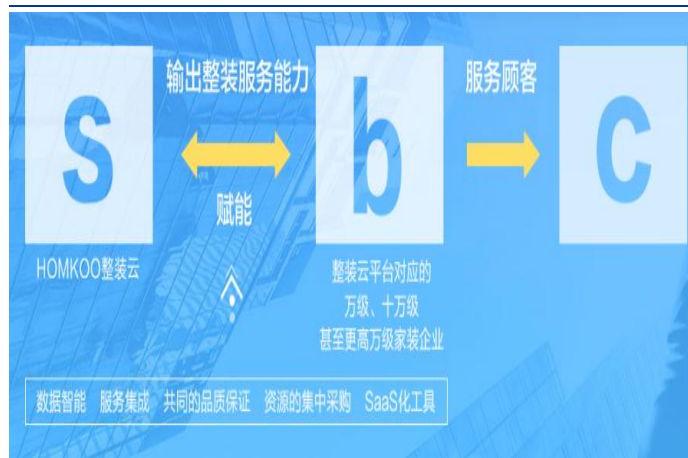 输出整装服务能力
服务顾客
S
b
C
赋能
HOMKOO整装云
整装云平台对应的
万级、十万级
甚至更高万级家装企业
数据智能 服务集成 共同的品质保证 资源的集中采购 SaaS化工具